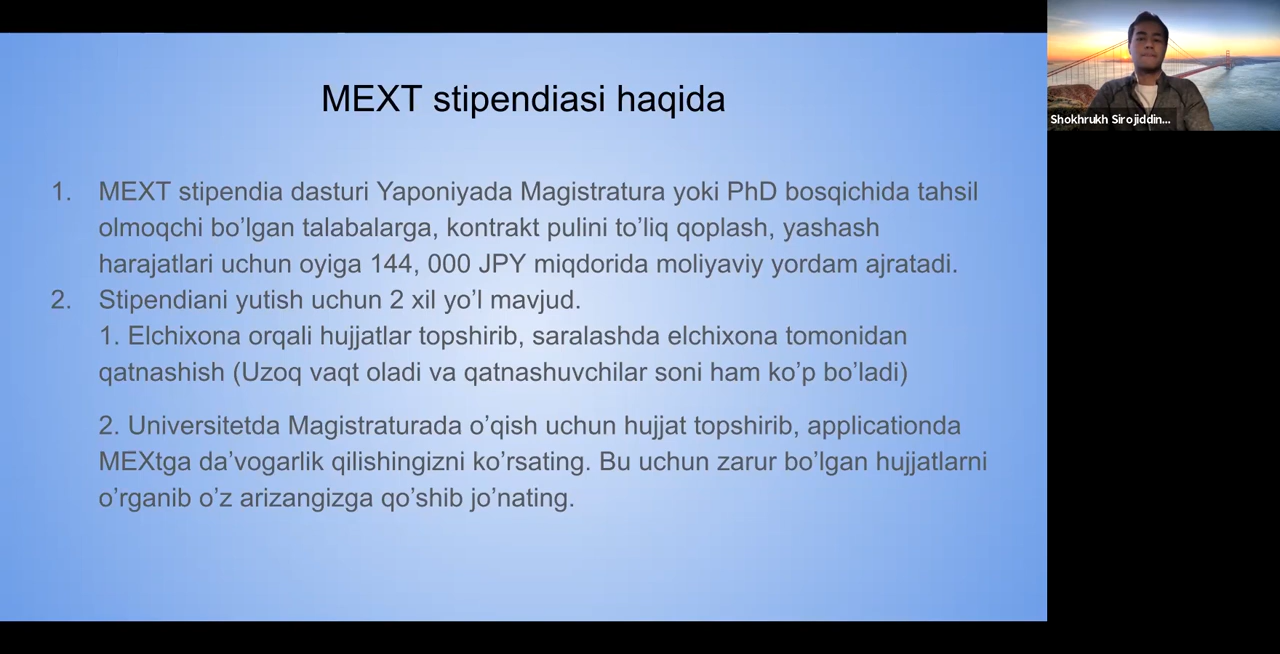 MEXT stipendiasi haqida
1. MEXT stipendia dasturi Yaponiyada Magistratura yoki PhD bosqichida tahsil
olmoqchi bo’lgan talabalarga, kontrakt pulini to’liq qoplash, yashash
harajatlari uchun oyiga 144, 000 JPY miqdorida moliyaviy yordam ajratadi.
2. Stipendiani yutish uchun 2 xil yo’l mavjud.
1. Elchixona orqali hujjatlar topshirib, saralashda elchixona tomonidan
qatnashish (Uzoq vaqt oladi va qatnashuvchilar soni ham ko’p bo’ladi)
2. Universitetda Magistraturada o’qish uchun hujjat topshirib, applicationda
MEXtga da’vogarlik qilishingizni ko’rsating. Bu uchun zarur bo’lgan hujjatlarni
o’rganib o’z arizangizga qo’shib jo’nating.
Shokhrukh Sirojiddin...